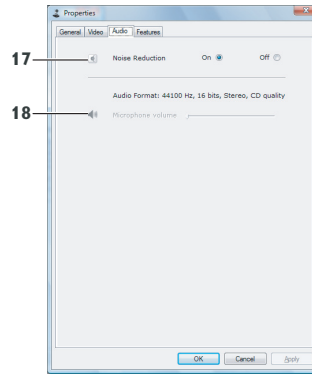 Properties
General Video Audio Features
17 Noise Reduction On Off
Audio Format: 44100 Hz, 16 bits, Stereo, CD quality
18 Microphone volume
OK Cancel Apply